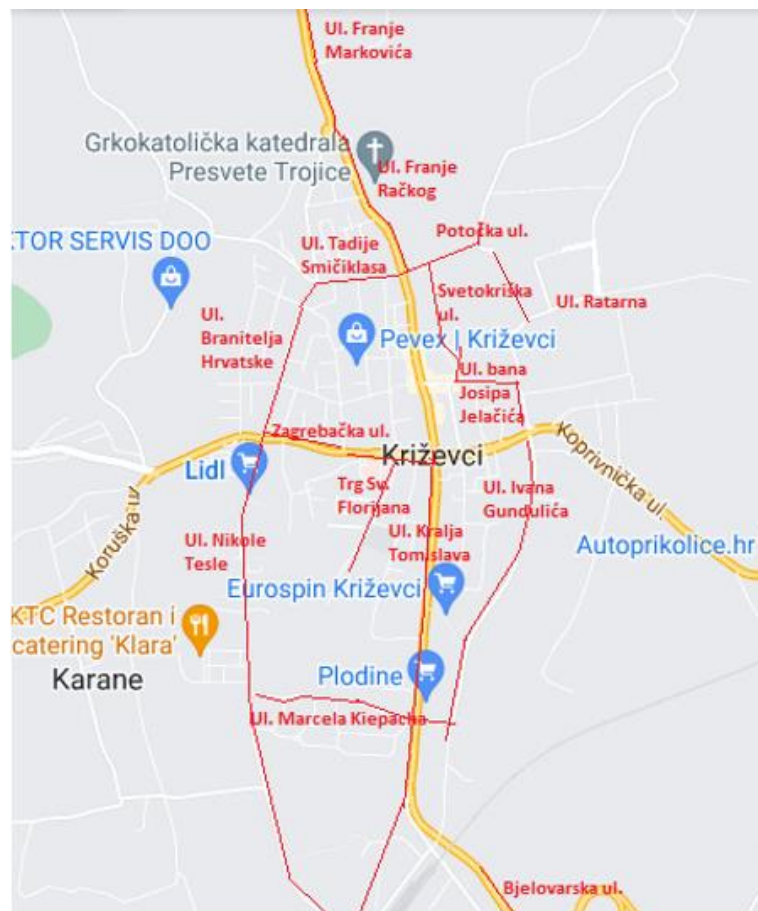 Ul. Franje
Markovića
Grkokatolička katedrala
Presvete Trojice
Ul. Franje
Račkog
Potočka ul.
TOR SERVIS DOO
Ul. Tadije
Smičiklasa
Svetokriška
ul.
Ul. Ratarna
Ul.
Branitelja
Hrvatske
Pevex | Križevci
Ul. bana
Josipa
Jelačića
Zagrebačka ul.
Križevci
Koprivnička ul.
Lidl
Trg Sv.
Florijana
Ul. Ivana
Gundulića
Koruška ul.
Ul. Nikole
Tesle
Ul. Kralja
Tomislava
Autoprikolice.hr
Eurospin Križevci
KTC Restoran i
catering 'Klara'
Karane
Plodine
Ul. Marcela Kiepacha
Bjelovarska ul.